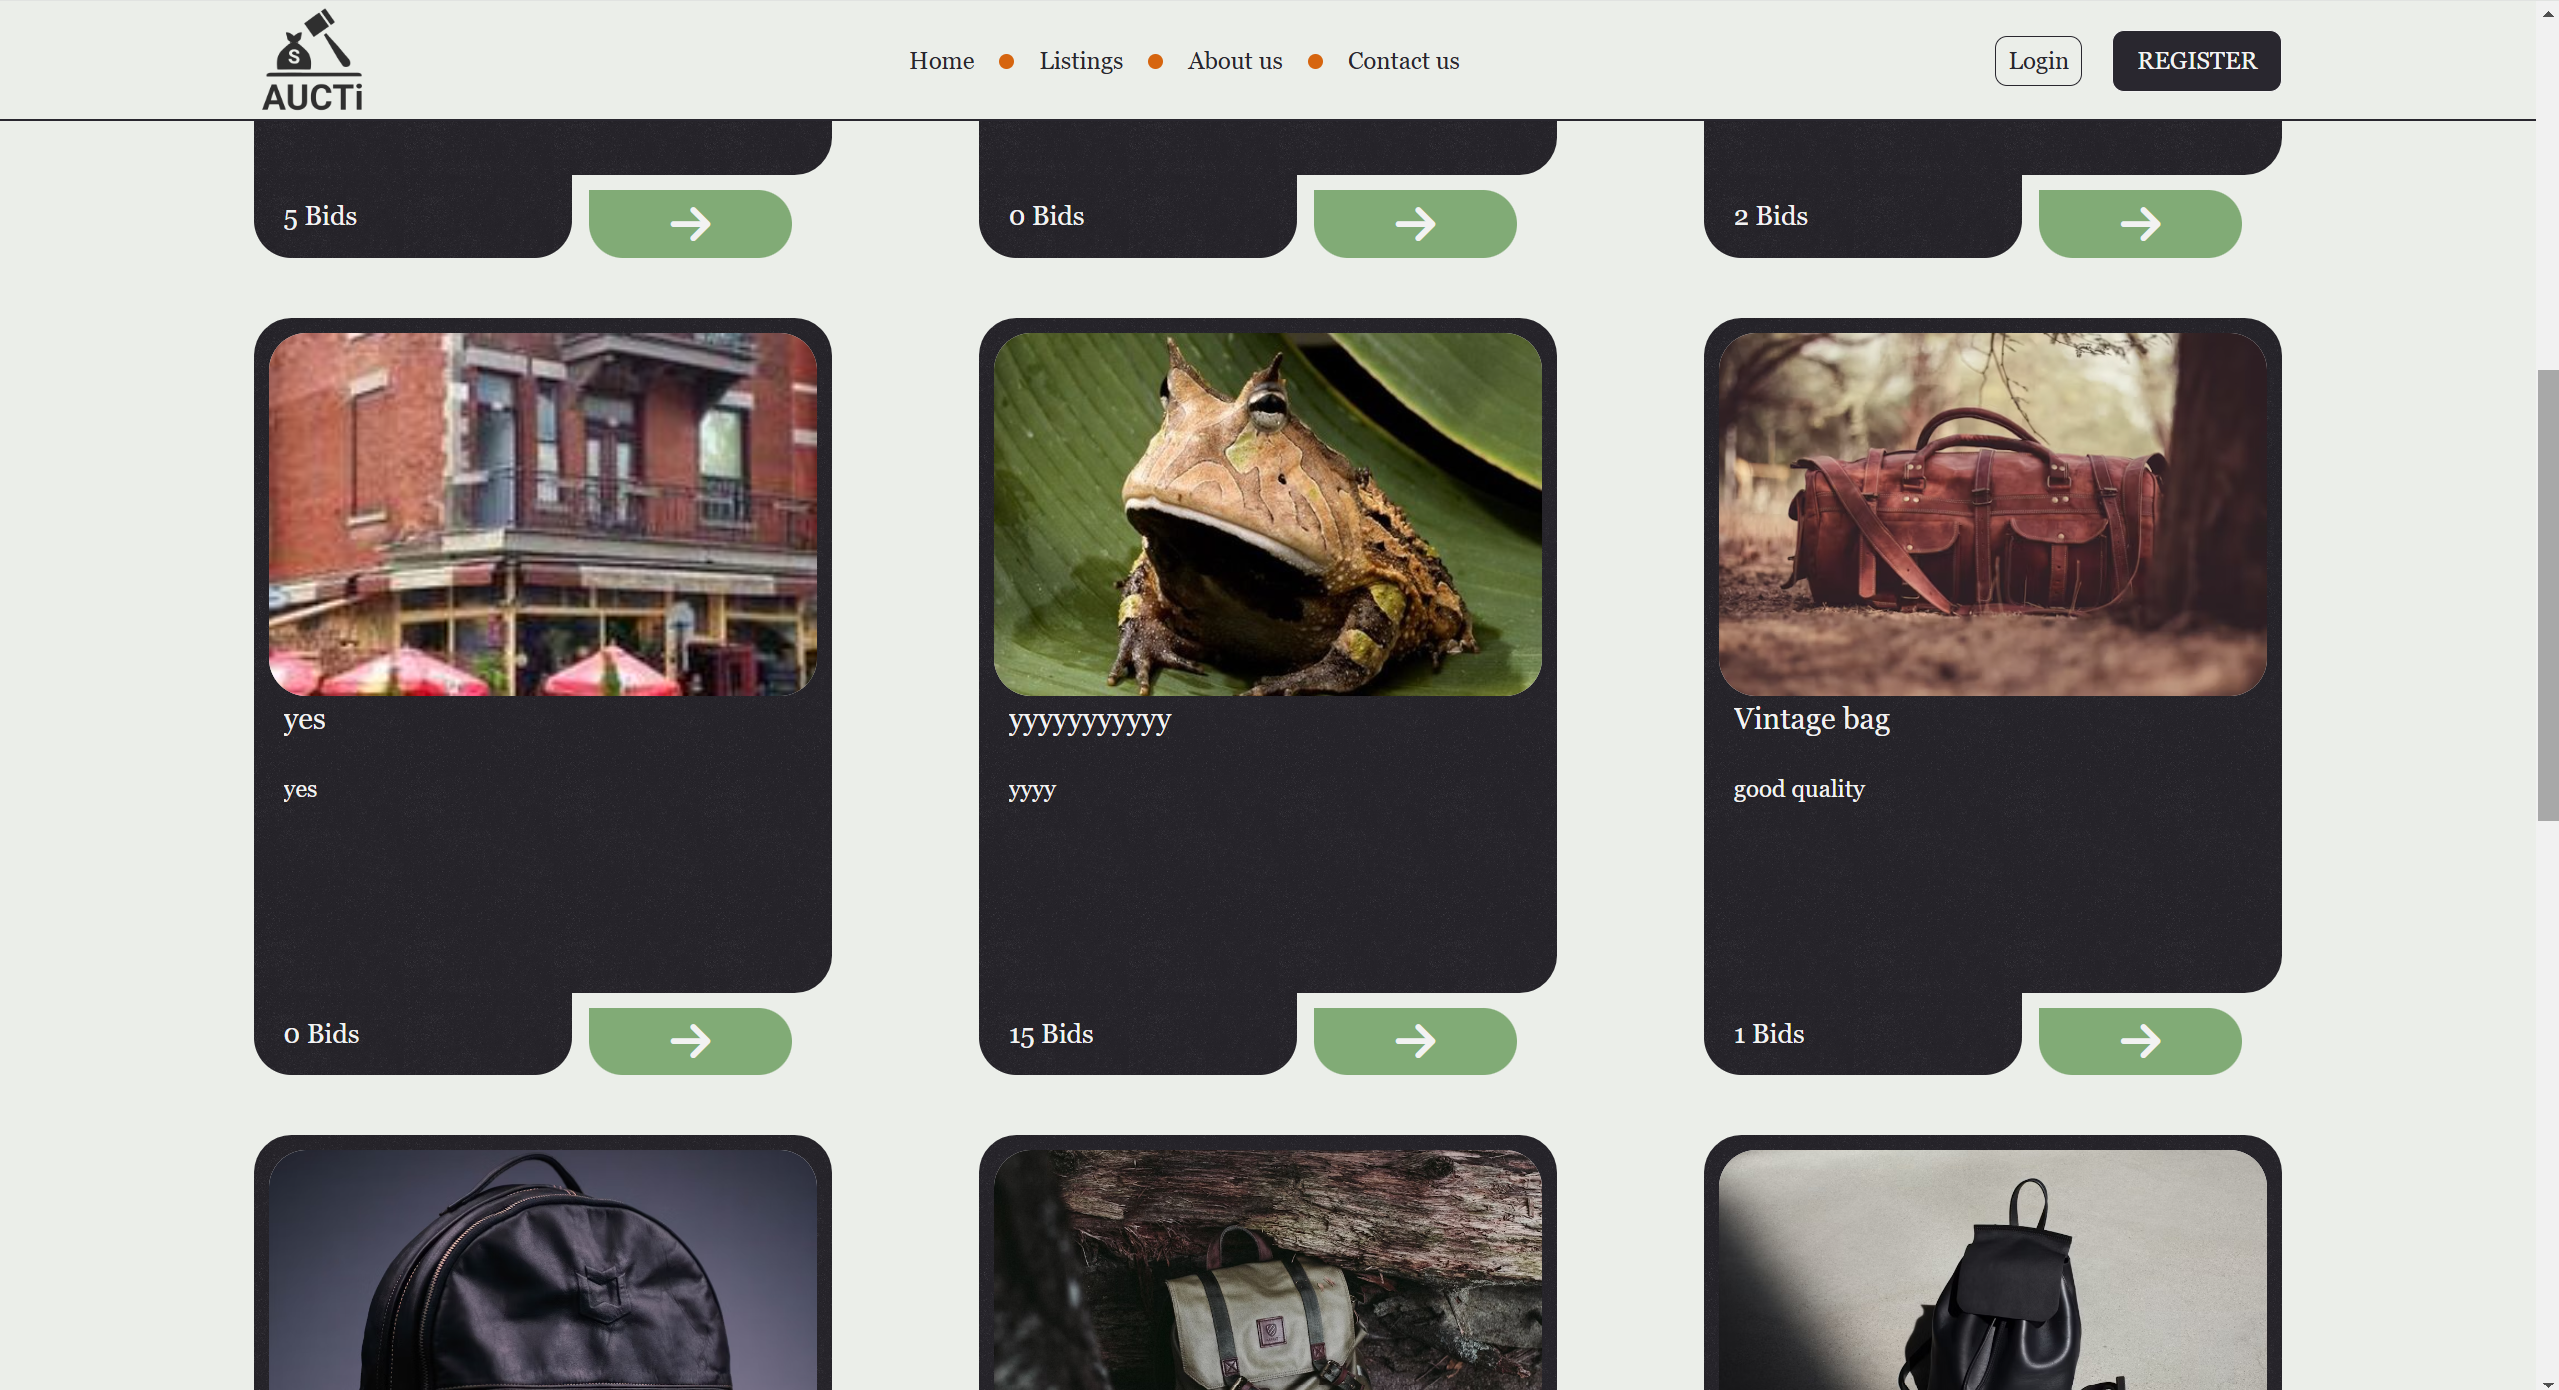 S
AUCTi
Home
Listings
About us
Contact us
Login
REGISTER
5 Bids
0 Bids
2 Bids
yes
yyyyyyyyyyy
Vintage bag
yes
yyyy
good quality
0 Bids
15 Bids
1 Bids